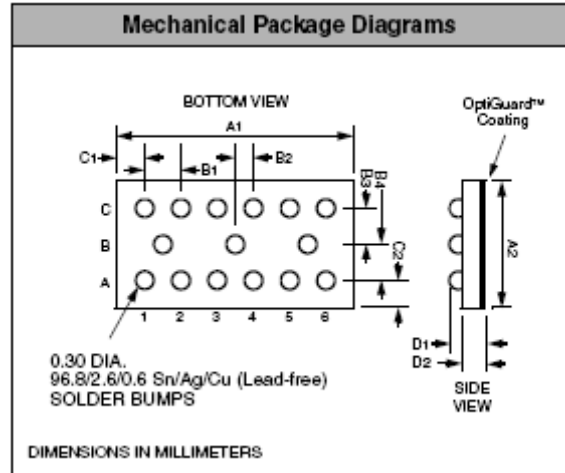 Mechanical Package Diagrams
BOTTOM VIEW
OptiGuard™
Coating
A1
C1
B1
B2
B3
B4
C
B
A
C2
A2
1 2 3 4 5 6
D1
D2
0.30 DIA.
96.8/2.6/0.6 Sn/Ag/Cu (Lead-free)
SOLDER BUMPS
SIDE
VIEW
DIMENSIONS IN MILLIMETERS